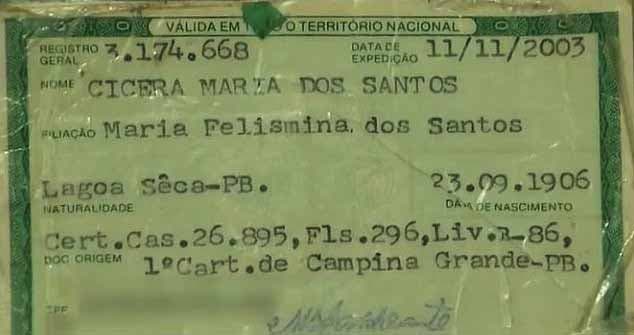 VÁLIDA EM TODO O TERRITÓRIO NACIONAL
REGISTRO GERAL 3.174.668 DATA DE EXPEDIÇÃO 11/11/2003
NOME CICERA MARIA DOS SANTOS
FILIAÇÃO Maria Felismina dos Santos
Lagoa Sêca-PB. 23.09.1906
NATURALIDADE DATA DE NASCIMENTO
Cert.Cas.26.895,Fls.296,Liv.B-86,
DOC ORIGEM 1ºCart.de Campina Grande-PB.
CPF